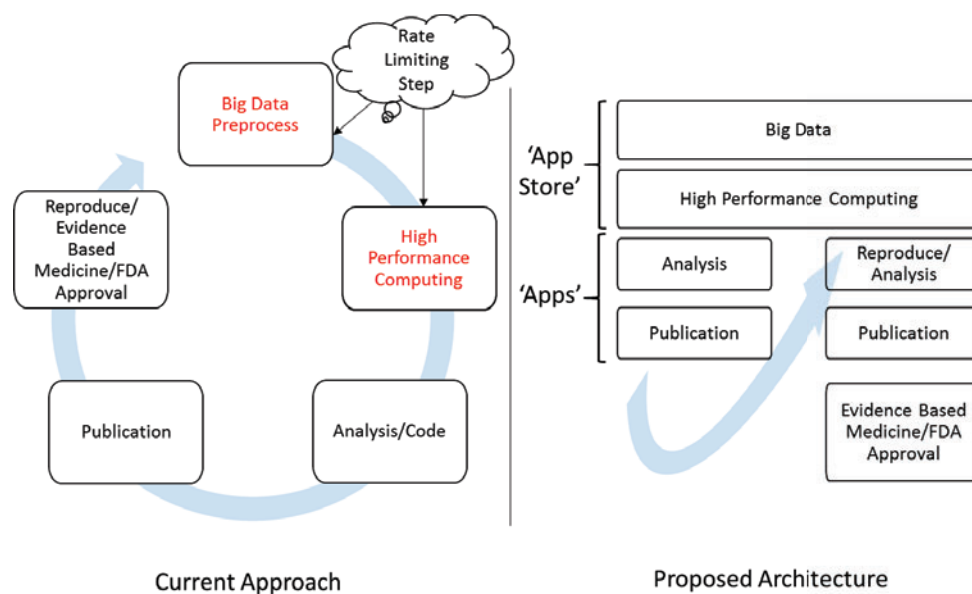 Rate
Limiting
Step
Big Data
Preprocess
High
Performance
Computing
Analysis/Code
Publication
Reproduce/
Evidence
Based
Medicine/FDA
Approval
Current Approach
'App
Store'
Big Data
High Performance Computing
'Apps'
Analysis
Publication
Reproduce/
Analysis
Publication
Evidence Based
Medicine/FDA
Approval
Proposed Architecture